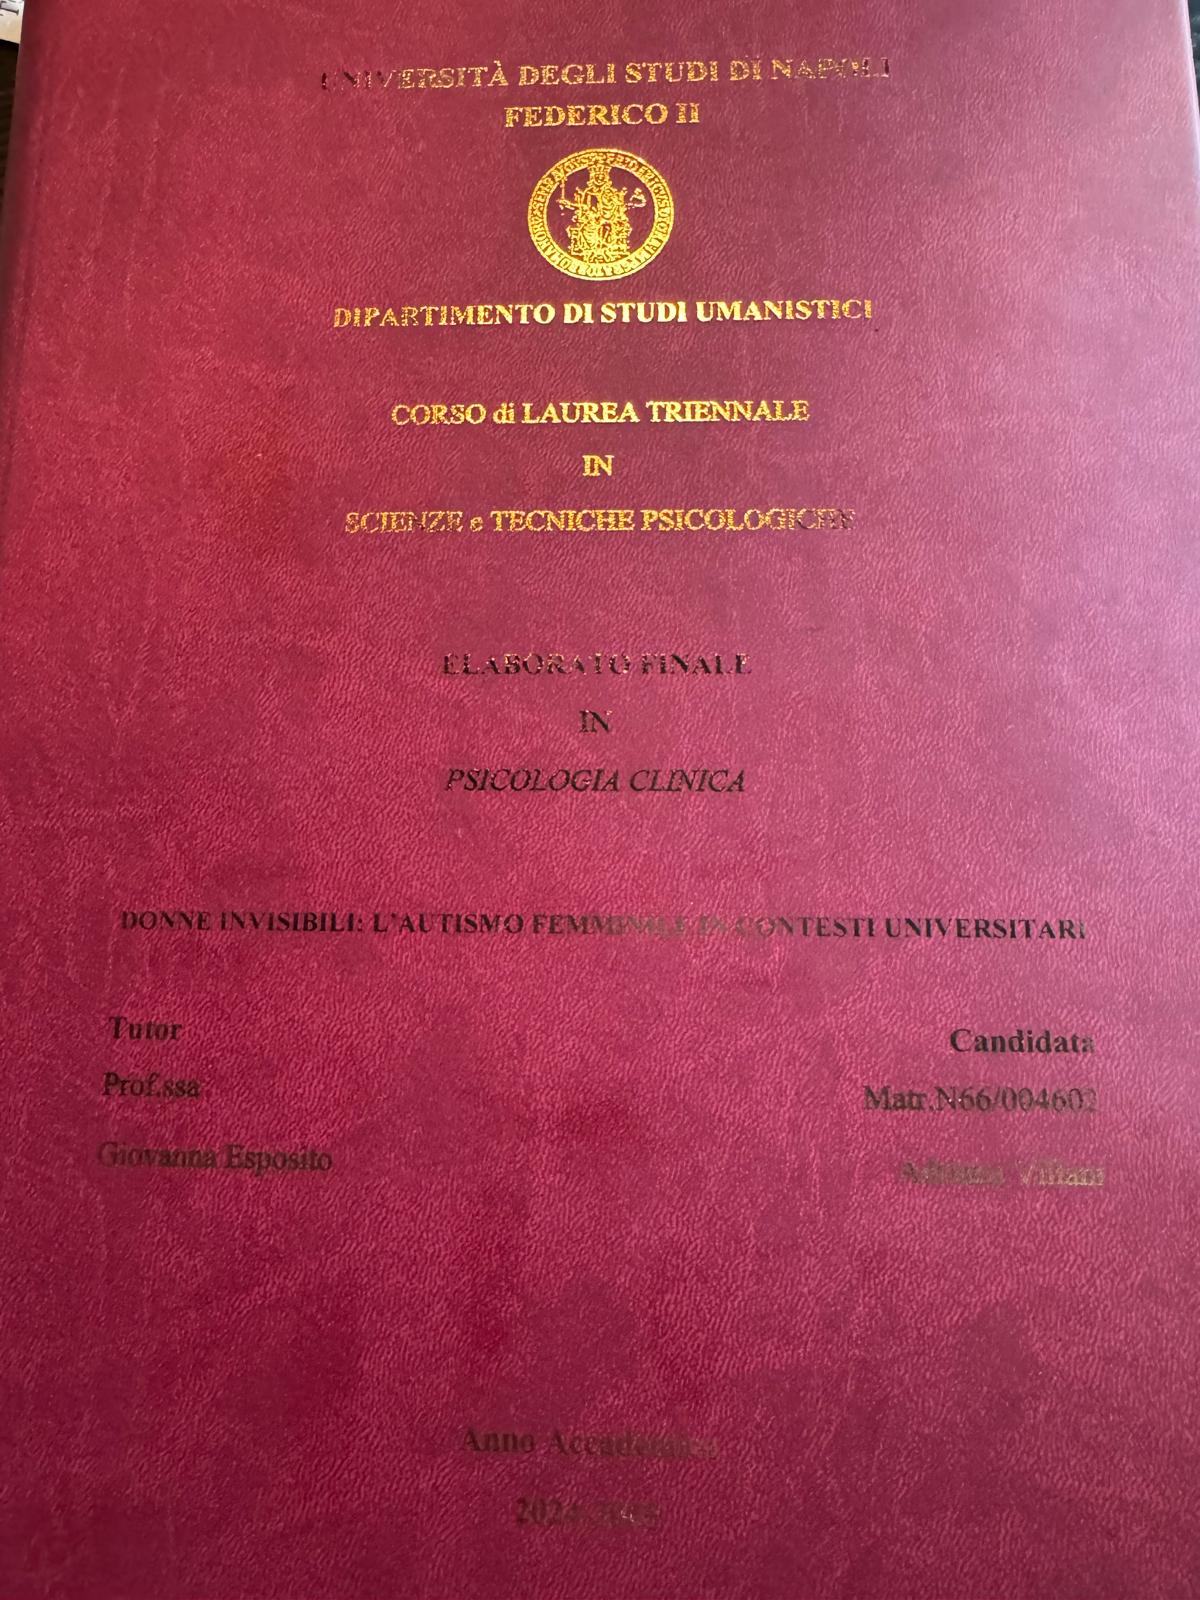 UNIVERSITÀ DEGLI STUDI DI NAPOLI
FEDERICO II
DIPARTIMENTO DI STUDI UMANISTICI
CORSO di LAUREA TRIENNALE
IN
SCIENZE e TECNICHE PSICOLOGICHE
ELABORATO FINALE
IN
PSICOLOGIA CLINICA
DONNE INVISIBILI: L'AUTISMO FEMMINILE IN CONTESTI UNIVERSITARI
Tutor
Prof.ssa
Giovanna Esposito
Candidata
Matr.N66/004602
Villani
Anno Accademico